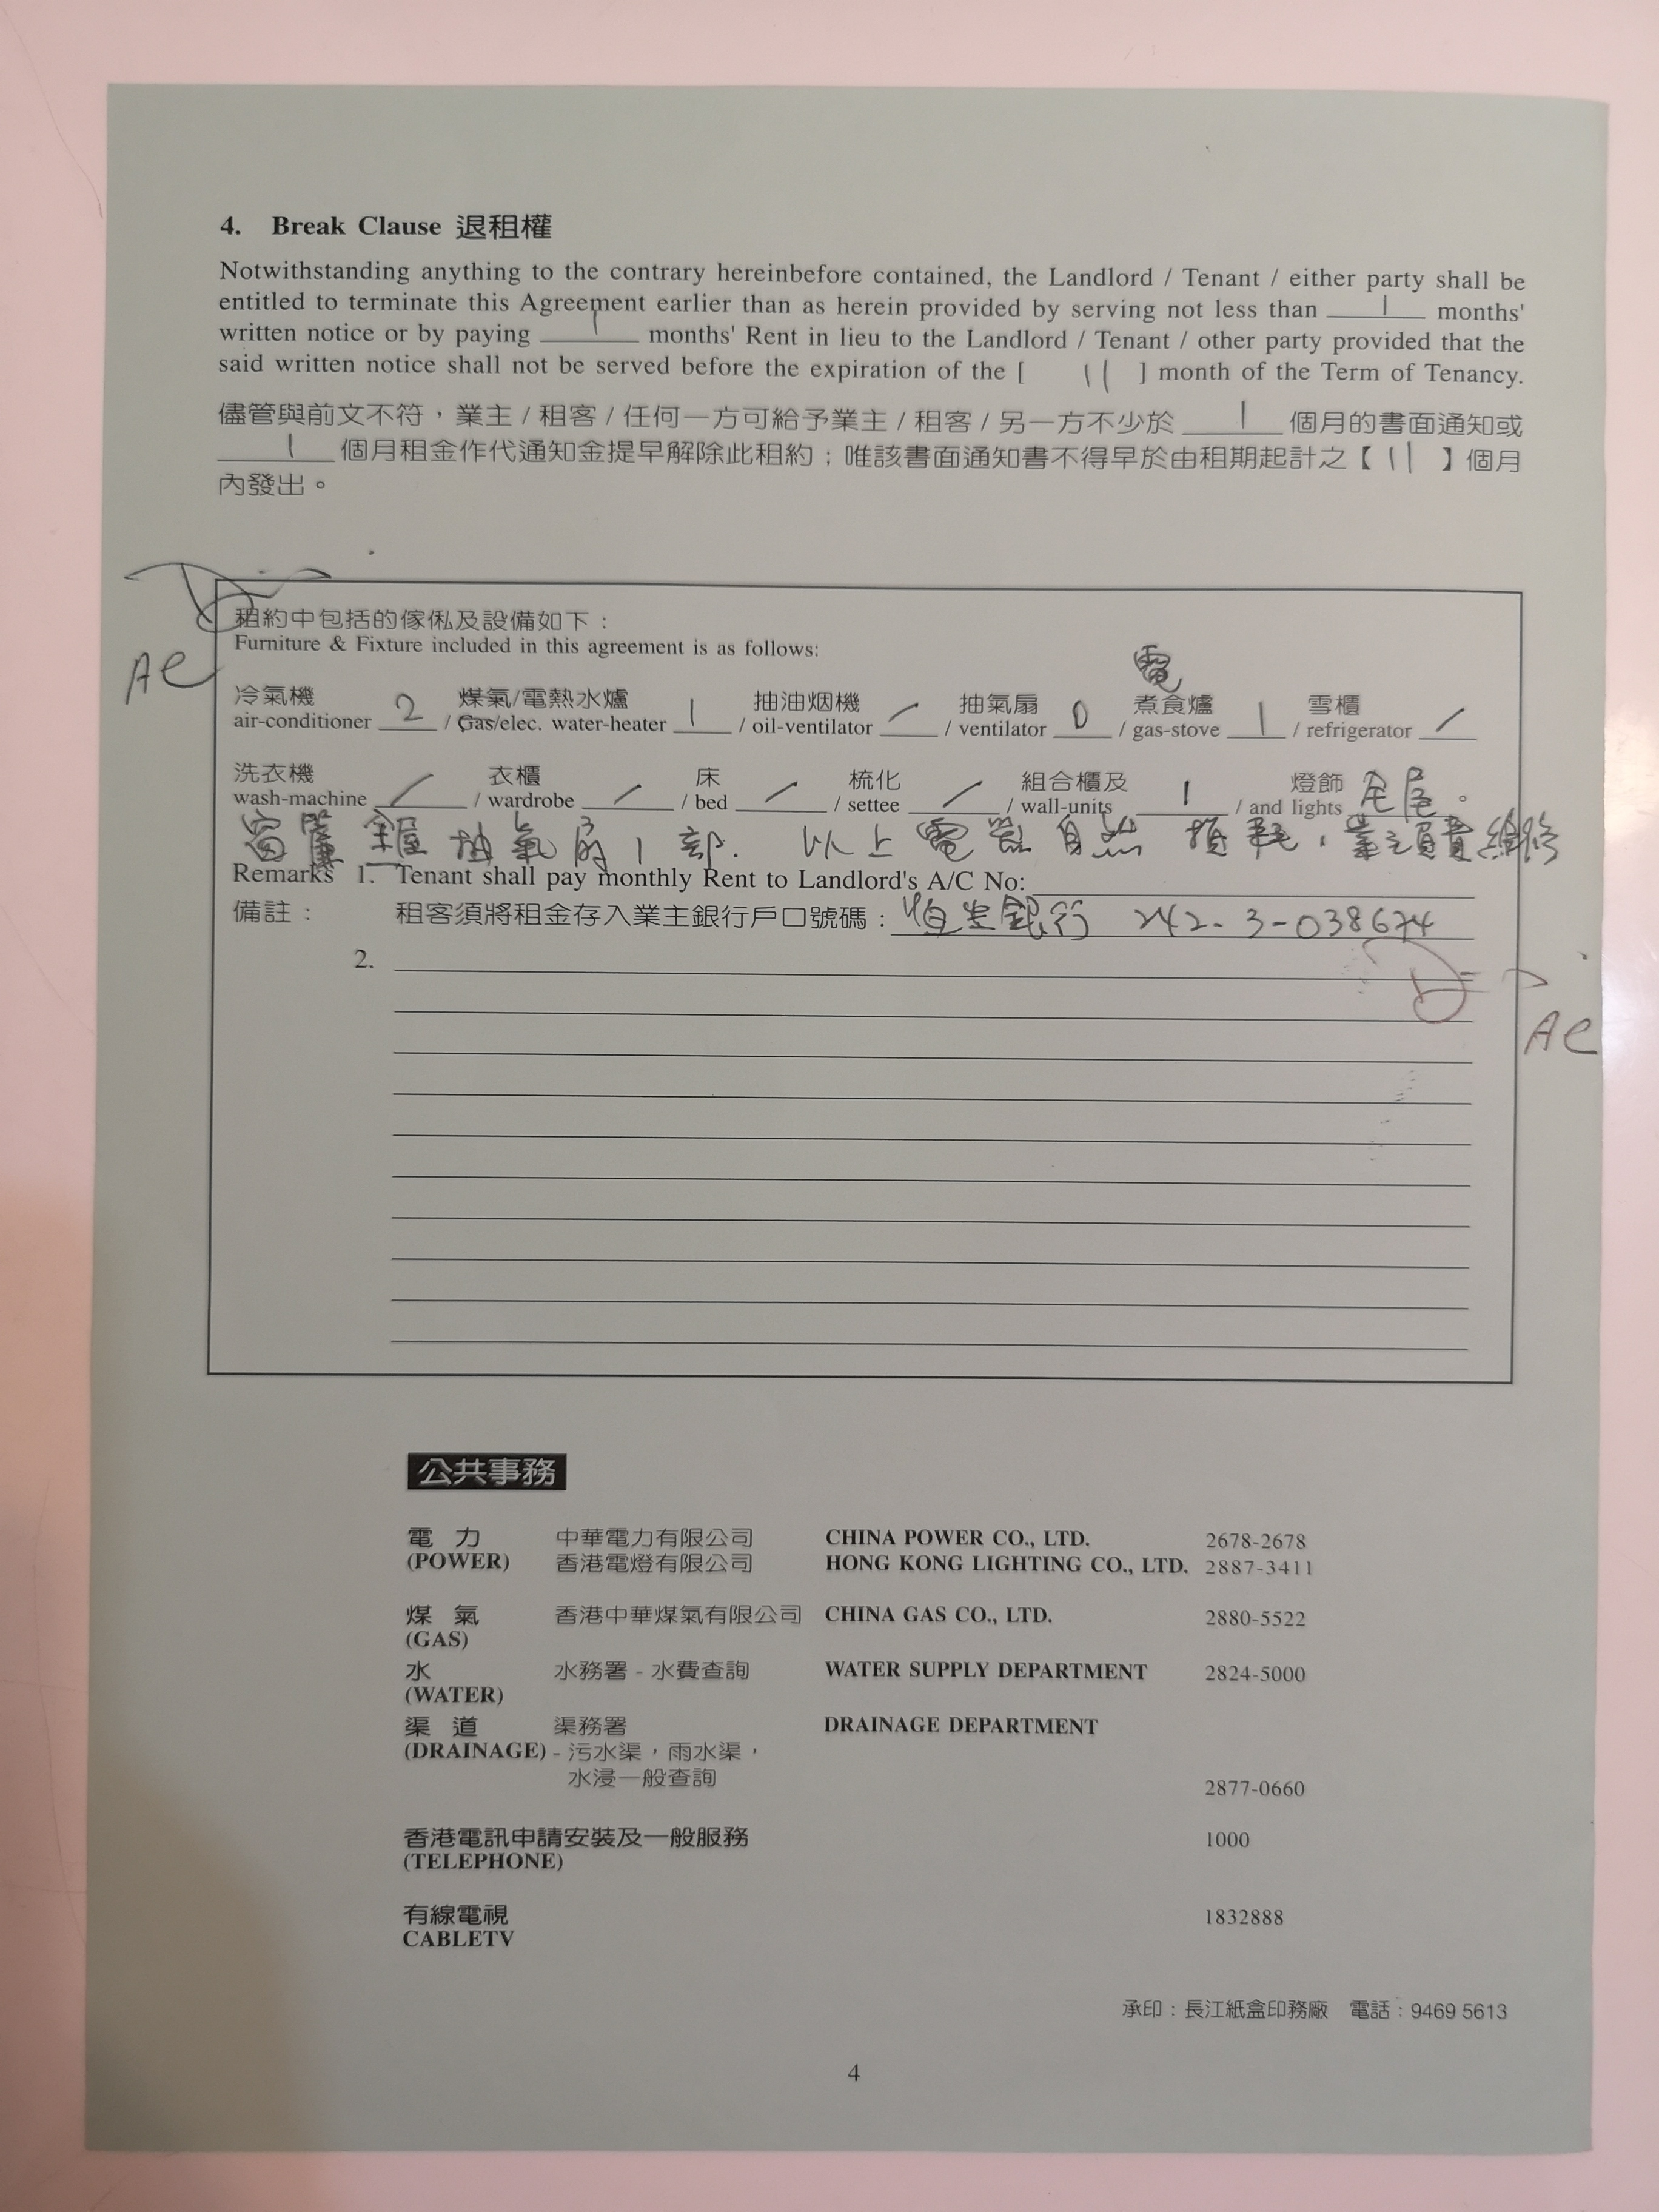 4. Break Clause 退租權
Notwithstanding anything to the contrary hereinbefore contained, the Landlord / Tenant / either party shall be
entitled to terminate this Agreement earlier than as herein provided by serving not less than 1 months'
written notice or by paying 1 months' Rent in lieu to the Landlord / Tenant / other party provided that the
said written notice shall not be served before the expiration of the [ 11 ] month of the Term of Tenancy.
儘管與前文不符，業主 / 租客 / 任何一方可給予業主 / 租客 / 另一方不少於 1 個月的書面通知或
1 個月租金作代通知金提早解除此租約；唯該書面通知書不得早於由租期起計之【 11 】個月
內發出。
租約中包括的傢俬及設備如下：
Furniture & Fixture included in this agreement is as follows:
電
冷氣機 煤氣/電熱水爐 抽油烟機 抽氣扇 煮食爐 雪櫃
air-conditioner 2 / Gas/elec. water-heater 1 / oil-ventilator / / ventilator 0 / gas-stove 1 / refrigerator /
洗衣機 衣櫃 床 梳化 組合櫃及 燈飾
wash-machine / / wardrobe / / bed / / settee / / wall-units 1 / and lights 全屋。
窗簾全屋 抽氣扇1部. 以上電器自然損耗，業主負責維修
Remarks 1. Tenant shall pay monthly Rent to Landlord's A/C No:
備註： 租客須將租金存入業主銀行戶口號碼：恒生銀行 242-3-038674
2.
AC
AC
公共事務
電 力 中華電力有限公司 CHINA POWER CO., LTD. 2678-2678
(POWER) 香港電燈有限公司 HONG KONG LIGHTING CO., LTD. 2887-3411
煤 氣 香港中華煤氣有限公司 CHINA GAS CO., LTD. 2880-5522
(GAS)
水 水務署 - 水費查詢 WATER SUPPLY DEPARTMENT 2824-5000
(WATER)
渠 道 渠務署 DRAINAGE DEPARTMENT
(DRAINAGE) - 污水渠，雨水渠，
水浸一般查詢 2877-0660
香港電訊申請安裝及一般服務 1000
(TELEPHONE)
有線電視 1832888
CABLETV
承印：長江紙盒印務廠 電話：9469 5613
4